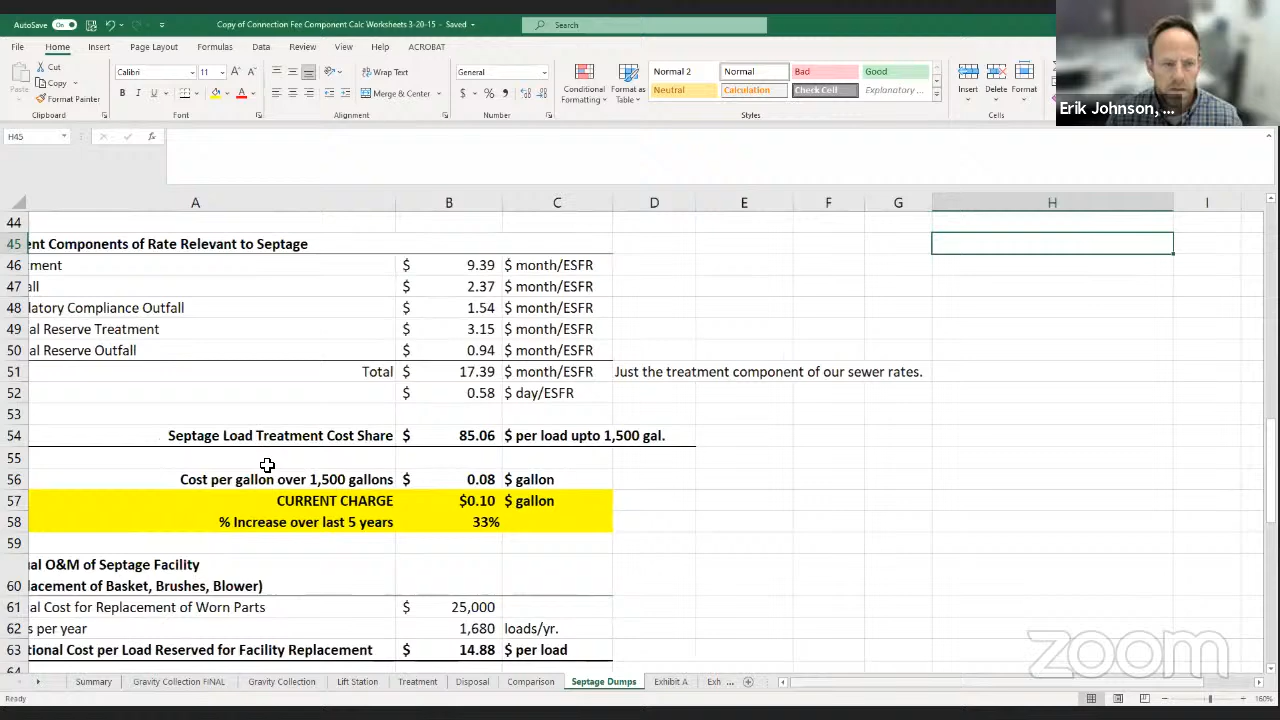 AutoSave On Copy of Connection Fee Component Calc Worksheets 3-20-15 - Saved Search
File Home Insert Page Layout Formulas Data Review View Help ACROBAT
Paste Cut Copy Format Painter Clipboard
Calibri 11 B I U Font
Wrap Text Merge & Center Alignment
General $ % , Number
Conditional Formatting Format as Table Normal 2 Normal Bad Good Neutral Calculation Check Cell Explanatory ... Styles
Insert Delete Format Cells
Erik Johnson, ...
H45 fx
A B C D E F G H I
44
45 ent Components of Rate Relevant to Septage
46 ment $ 9.39 $ month/ESFR
47 all $ 2.37 $ month/ESFR
48 latory Compliance Outfall $ 1.54 $ month/ESFR
49 al Reserve Treatment $ 3.15 $ month/ESFR
50 al Reserve Outfall $ 0.94 $ month/ESFR
51 Total $ 17.39 $ month/ESFR Just the treatment component of our sewer rates.
52 $ 0.58 $ day/ESFR
53
54 Septage Load Treatment Cost Share $ 85.06 $ per load upto 1,500 gal.
55
56 Cost per gallon over 1,500 gallons $ 0.08 $ gallon
57 CURRENT CHARGE $0.10 $ gallon
58 % Increase over last 5 years 33%
59
ual O&M of Septage Facility
60 lacement of Basket, Brushes, Blower)
61 al Cost for Replacement of Worn Parts $ 25,000
62 s per year 1,680 loads/yr.
63 tional Cost per Load Reserved for Facility Replacement $ 14.88 $ per load
64
zoom
Summary Gravity Collection FINAL Gravity Collection Lift Station Treatment Disposal Comparison Septage Dumps Exhibit A Exh ...
160%